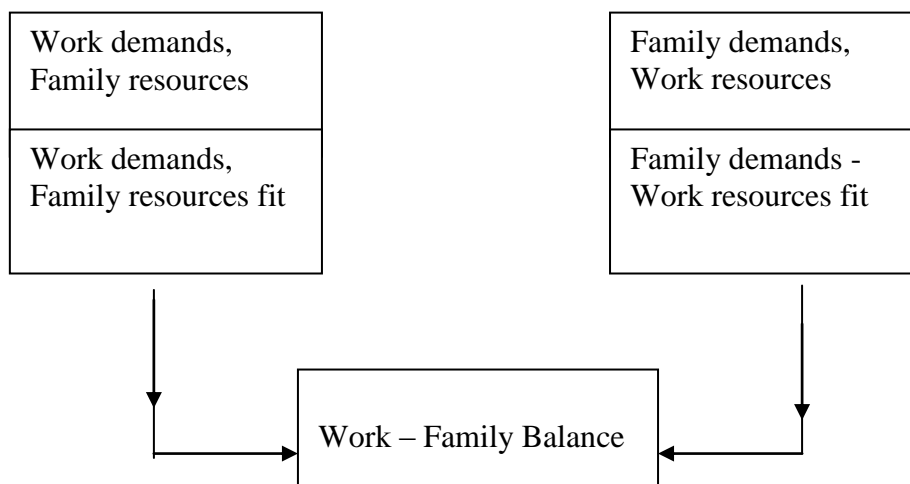 Work demands,
Family resources
Work demands,
Family resources fit
Family demands,
Work resources
Family demands -
Work resources fit
Work – Family Balance